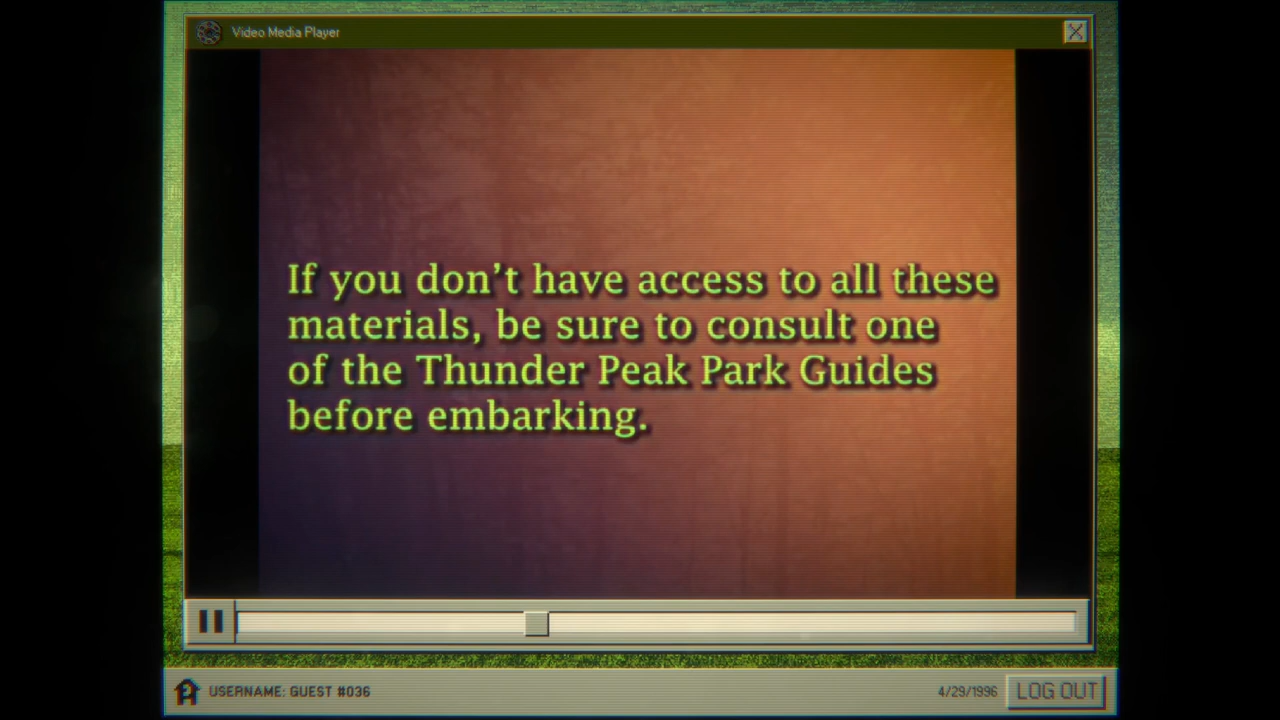 Video Media Player
If you don’t have access to all these
materials, be sure to consult one
of the Thunder Peak Park Guides
before embarking.
USERNAME: GUEST #036
4/29/1996
LOG OUT